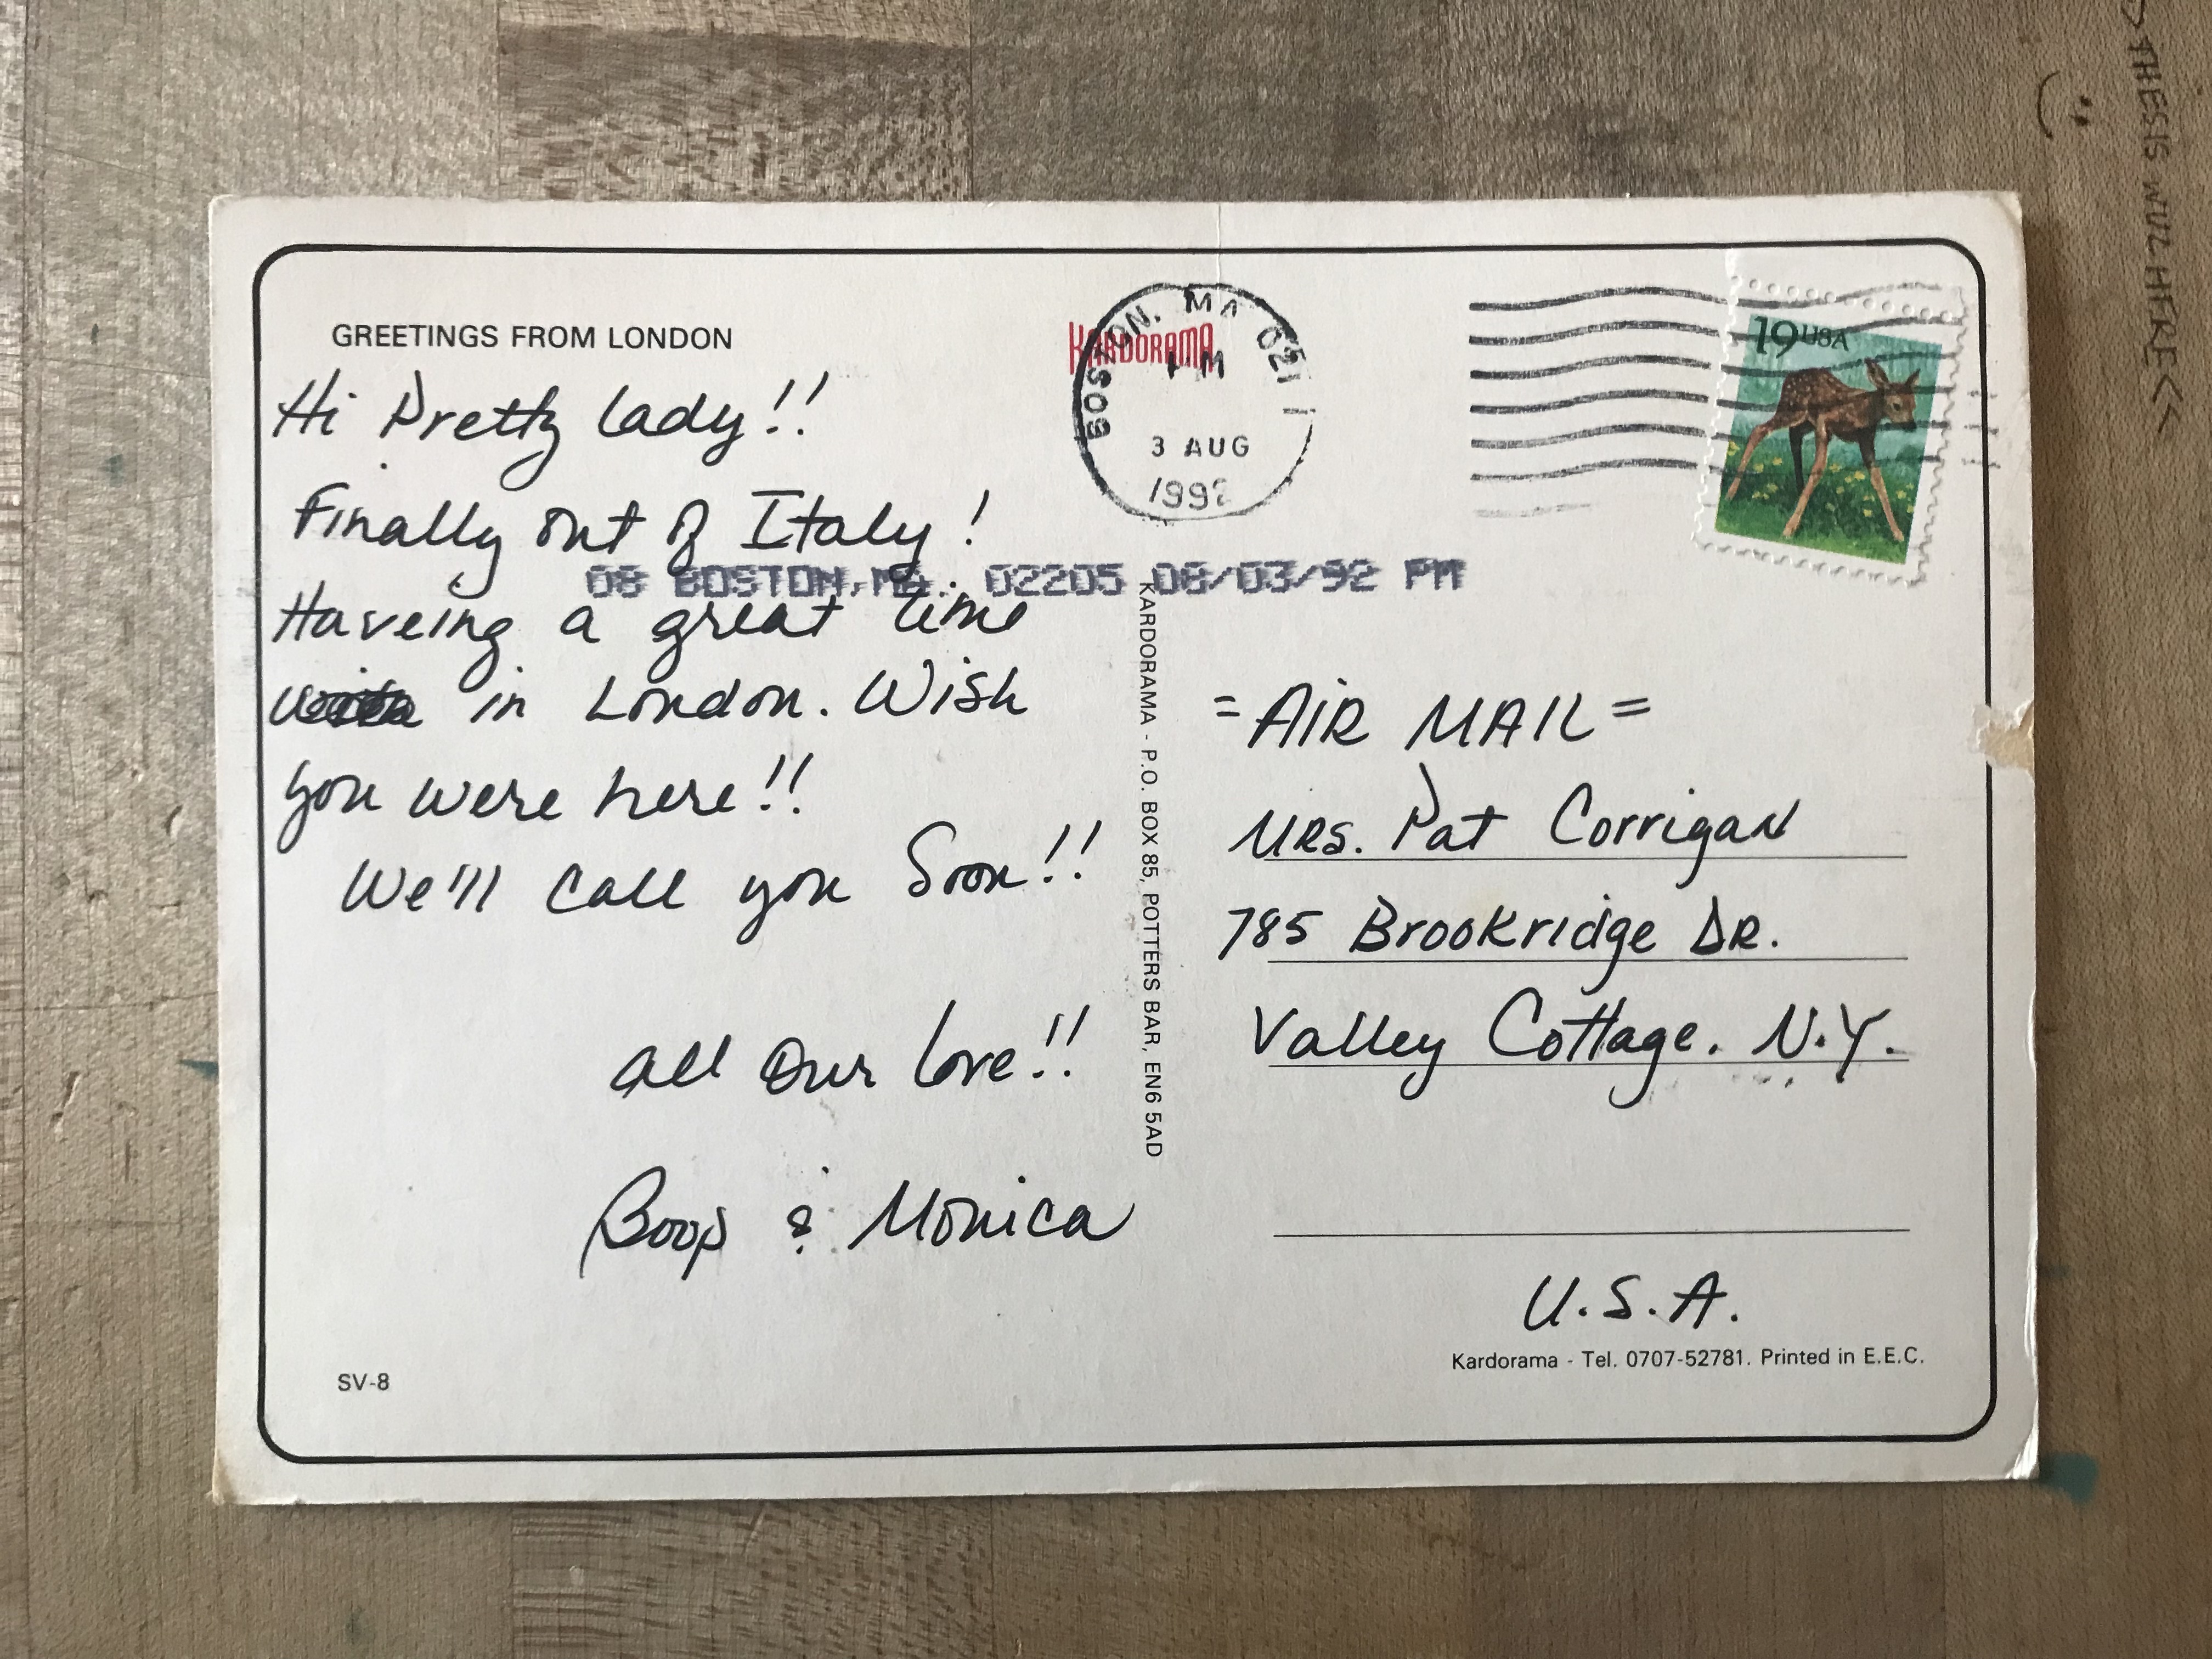 GREETINGS FROM LONDON
Hi Pretty lady!!
Finally out of Italy!
Haveing a great time
in London. Wish
you were here!!
We'll call you Soon!!
all Our love!!
Boops & Monica
SV-8
KARDORAMA
BOSTON. MA 021
PM
3 AUG
1992
19 USA
08 BOSTON, MA. 02205 08/03/92 PM
KARDORAMA - P.O. BOX 85, POTTERS BAR, EN6 5AD
= AIR MAIL =
MRS. Pat Corrigan
785 Brookridge DR.
Valley Cottage. N.Y.
U.S.A.
Kardorama - Tel. 0707-52781. Printed in E.E.C.
THESIS WUZ HERE <<